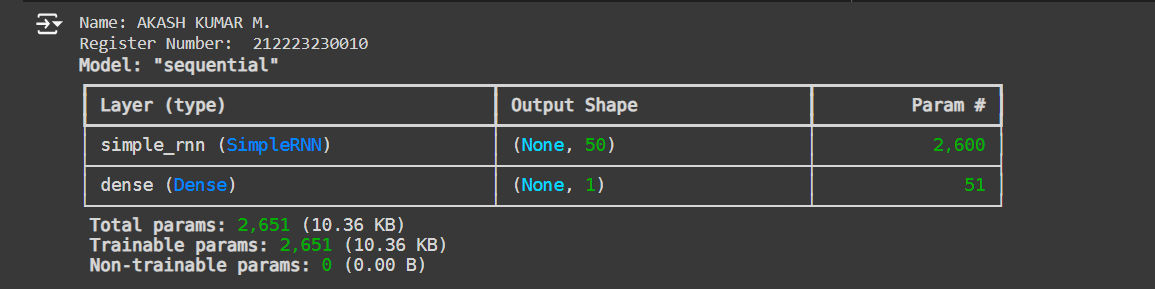 Name: AKASH KUMAR M.
Register Number:  212223230010
Model: "sequential"
Layer (type) Output Shape Param #
simple_rnn (SimpleRNN) (None, 50) 2,600
dense (Dense) (None, 1) 51
Total params: 2,651 (10.36 KB)
Trainable params: 2,651 (10.36 KB)
Non-trainable params: 0 (0.00 B)